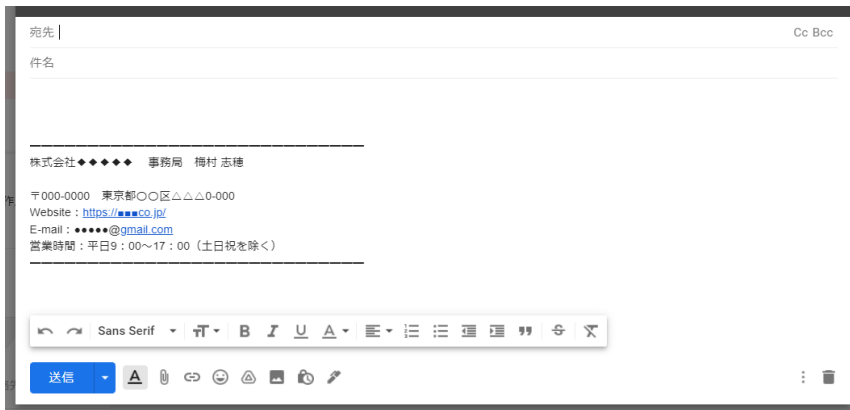 宛先
Cc Bcc
件名
株式会社◆◆◆◆◆　事務局　梅村 志穂
〒000-0000　東京都〇〇区△△△0-000
Website：https://■■■co.jp/
E-mail：●●●●●@gmail.com
営業時間：平日9：00～17：00（土日祝を除く）
Sans Serif
B I U A
送信
A